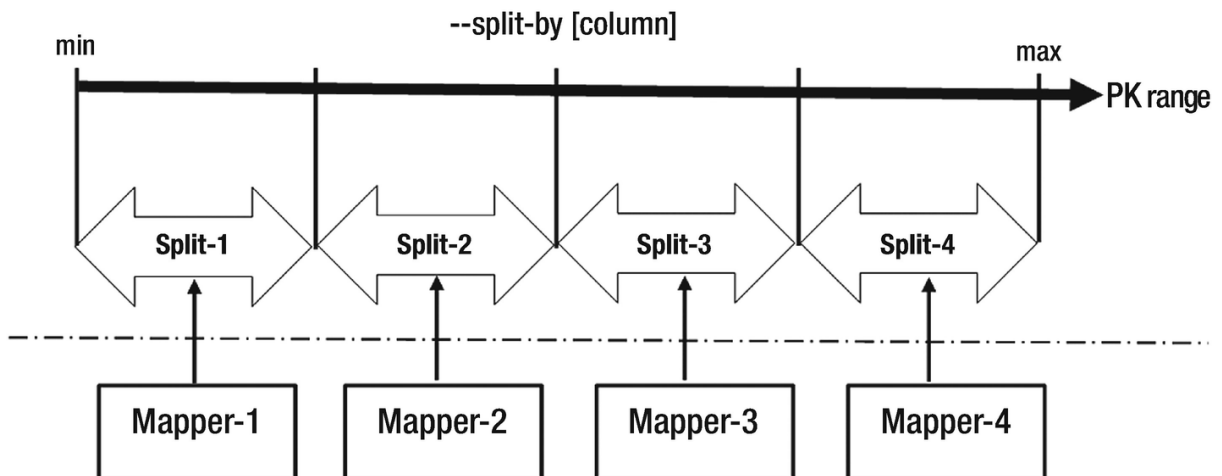 --split-by [column]
min
max
PK range
Split-1
Split-2
Split-3
Split-4
Mapper-1
Mapper-2
Mapper-3
Mapper-4